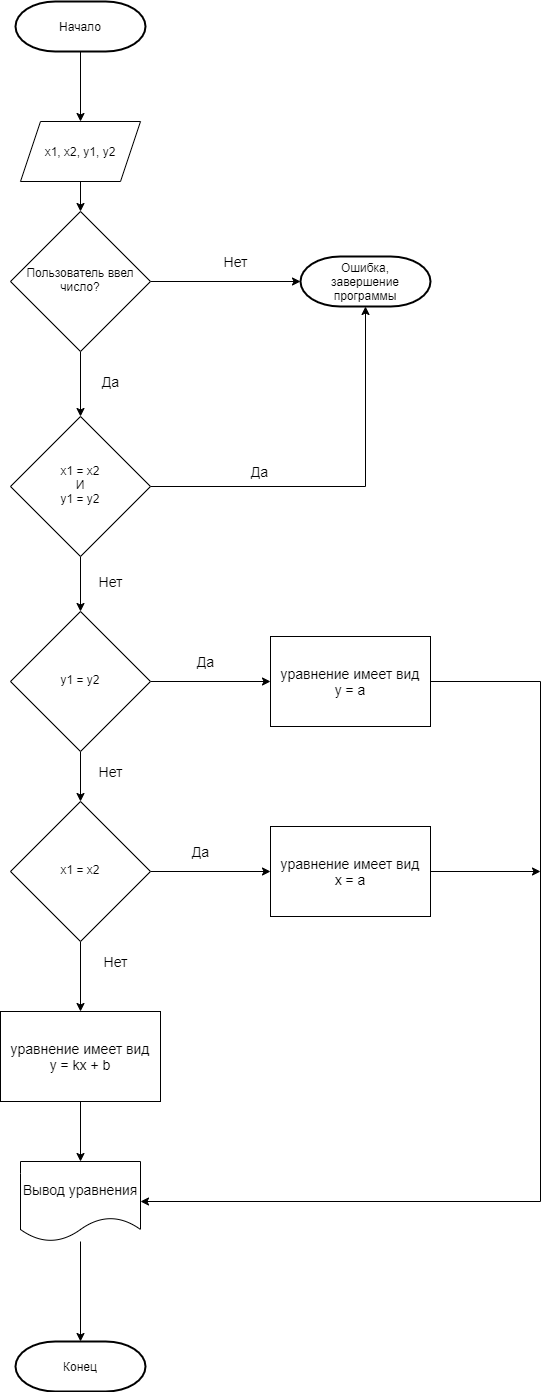 Начало
x1, x2, y1, y2
Пользователь ввел
число?
Нет
Ошибка,
завершение
программы
Да
x1 = x2
И
y1 = y2
Да
Нет
y1 = y2
Да
уравнение имеет вид
y = a
Нет
x1 = x2
Да
уравнение имеет вид
x = a
Нет
уравнение имеет вид
y = kx + b
Вывод уравнения
Конец